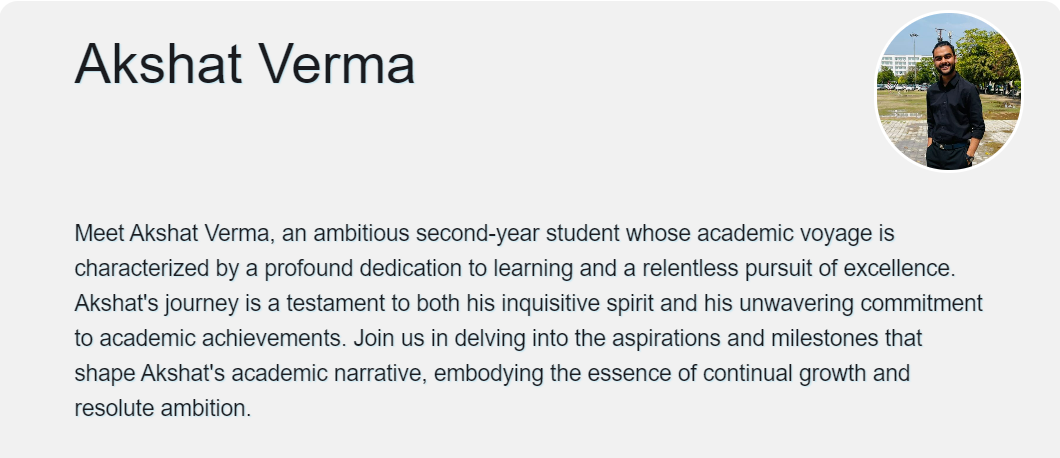 Akshat Verma
Meet Akshat Verma, an ambitious second-year student whose academic voyage is
characterized by a profound dedication to learning and a relentless pursuit of excellence.
Akshat's journey is a testament to both his inquisitive spirit and his unwavering commitment
to academic achievements. Join us in delving into the aspirations and milestones that
shape Akshat's academic narrative, embodying the essence of continual growth and
resolute ambition.